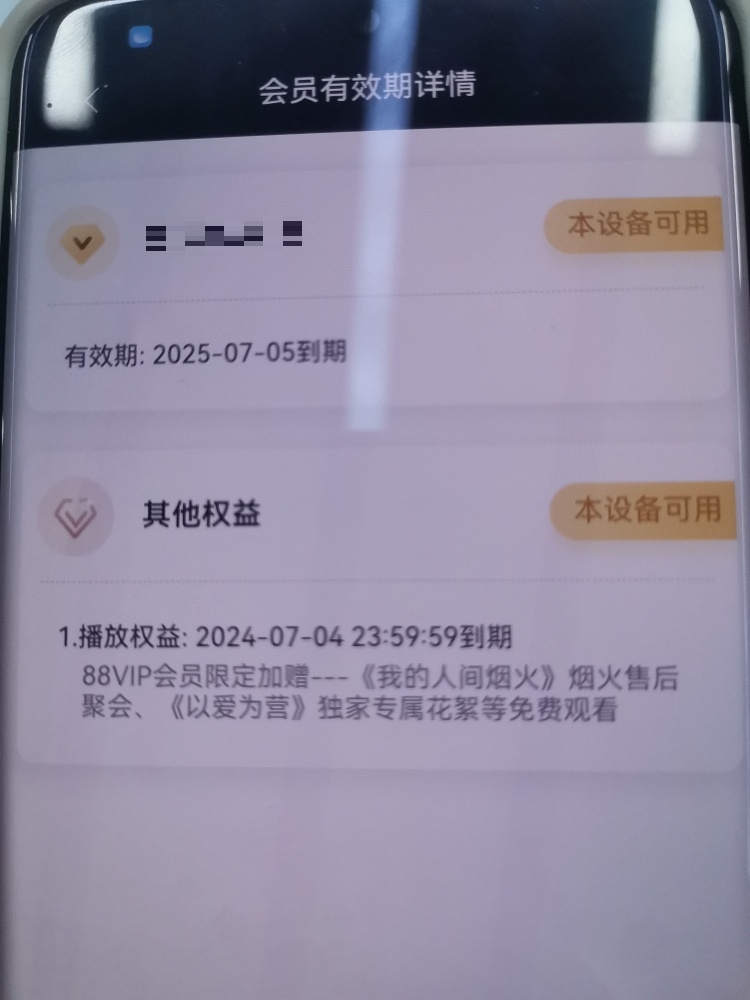 会员有效期详情
本设备可用
有效期: 2025-07-05到期
其他权益
本设备可用
1.播放权益: 2024-07-04 23:59:59到期
88VIP会员限定加赠---《我的人间烟火》烟火售后
聚会、《以爱为营》独家专属花絮等免费观看